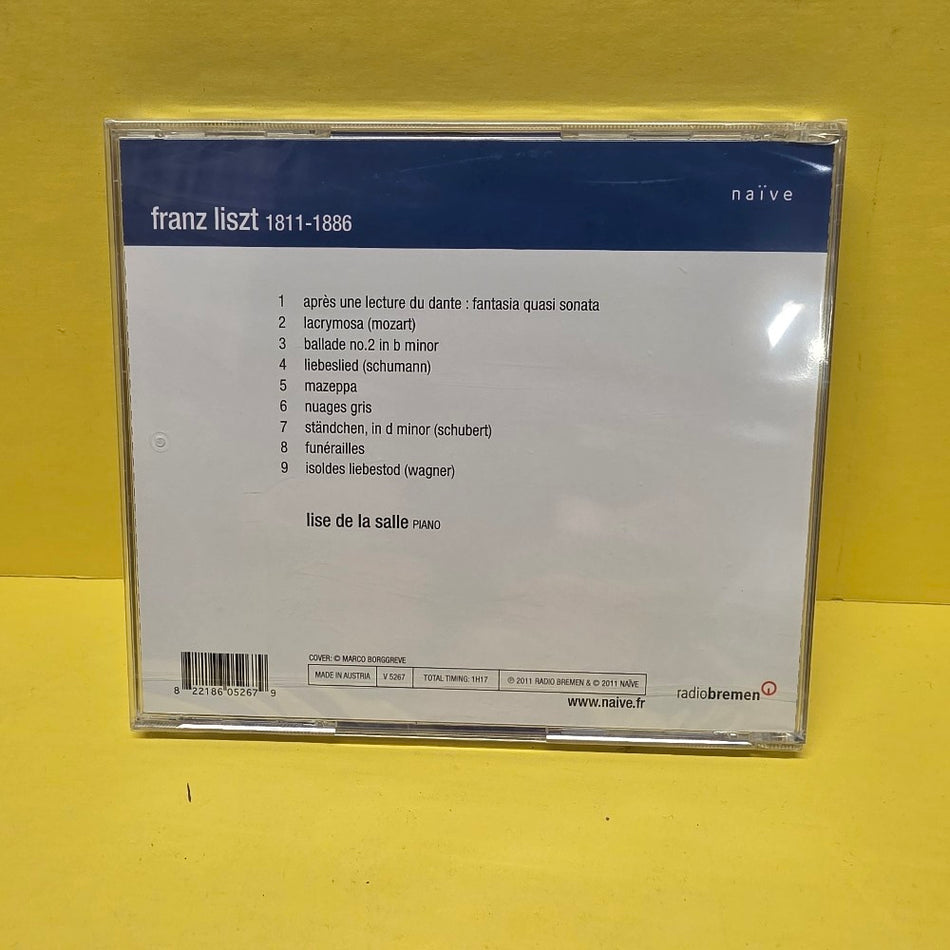 naïve
franz liszt 1811-1886
1 après une lecture du dante : fantasia quasi sonata
2 lacrymosa (mozart)
3 ballade no.2 in b minor
4 liebeslied (schumann)
5 mazeppa
6 nuages gris
7 ständchen, in d minor (schubert)
8 funérailles
9 isoldes liebestod (wagner)
lise de la salle PIANO
COVER: © MARCO BORGGREVE
MADE IN AUSTRIA V 5267 TOTAL TIMING: 1H17 ℗ 2011 RADIO BREMEN & © 2011 NAÏVE
www.naive.fr
radiobremen
8 22186 05267 9